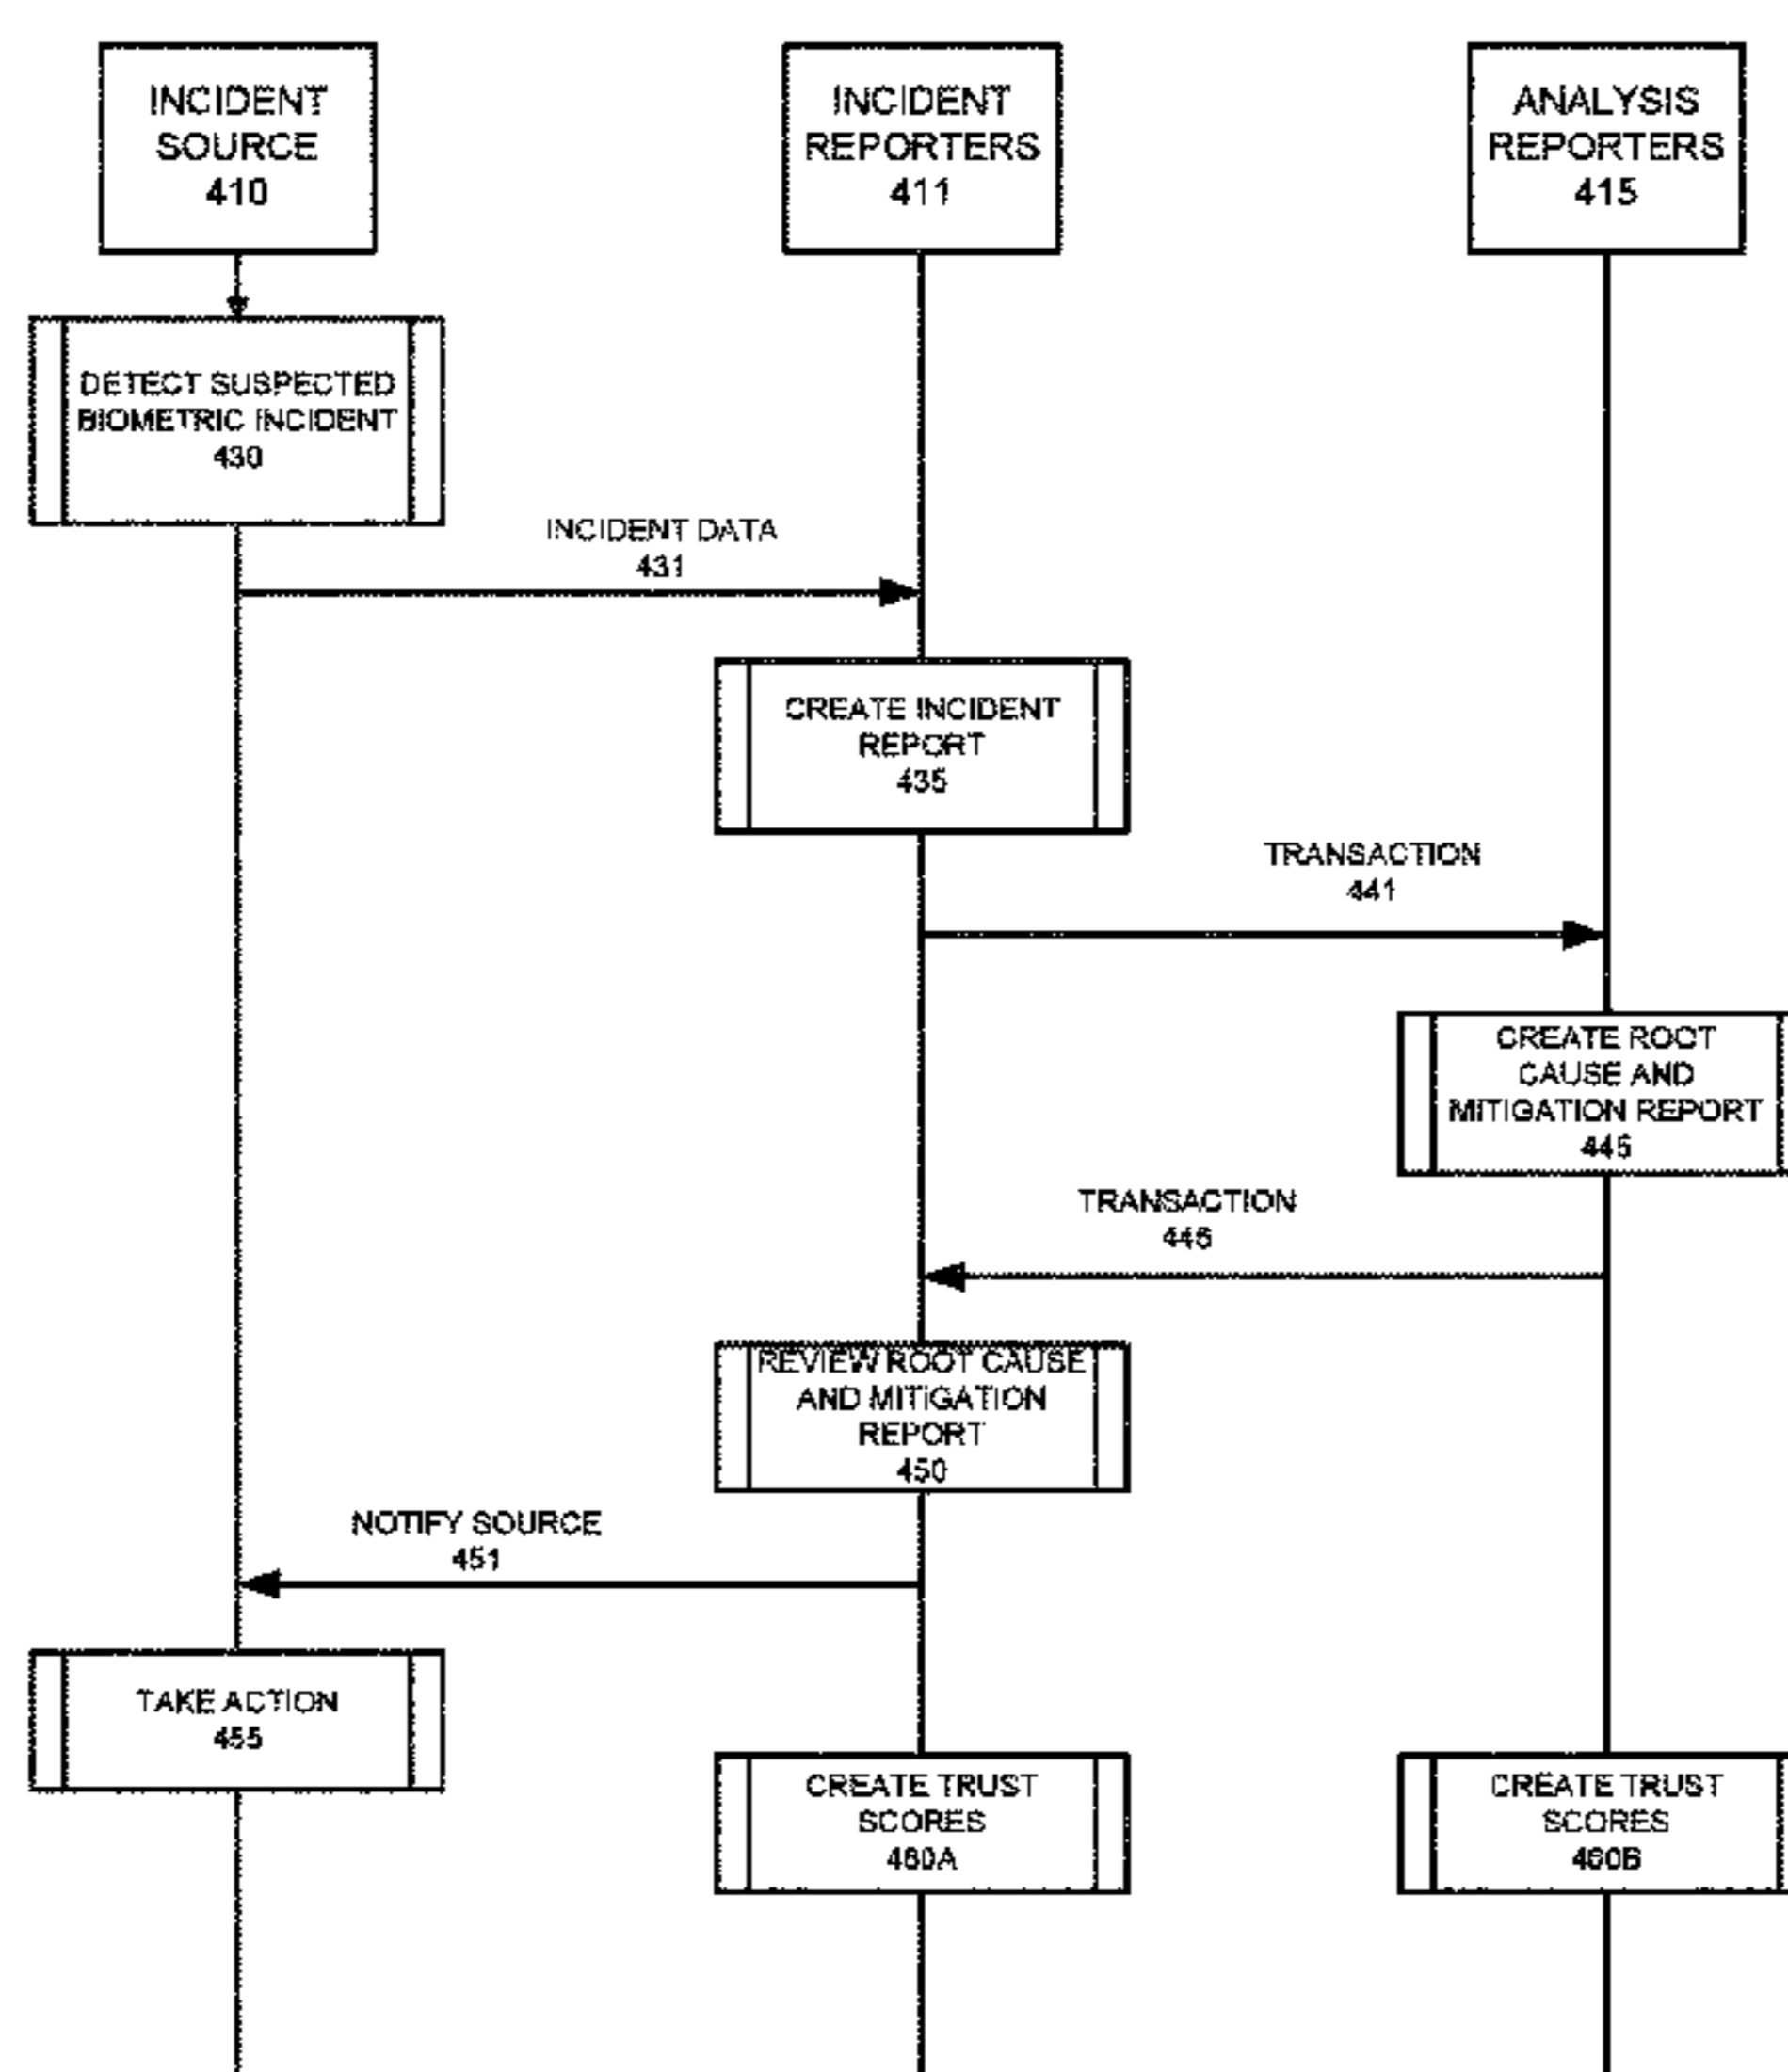 INCIDENT
SOURCE
410
INCIDENT
REPORTERS
411
ANALYSIS
REPORTERS
415
DETECT SUSPECTED
BIOMETRIC INCIDENT
430
INCIDENT DATA
431
CREATE INCIDENT
REPORT
435
TRANSACTION
441
CREATE ROOT
CAUSE AND
MITIGATION REPORT
445
TRANSACTION
REVIEW ROOT CAUSE
AND MITIGATION
REPORT
450
NOTIFY SOURCE
451
TAKE ACTION
455
CREATE TRUST
SCORES
460A
CREATE TRUST
SCORES
460B